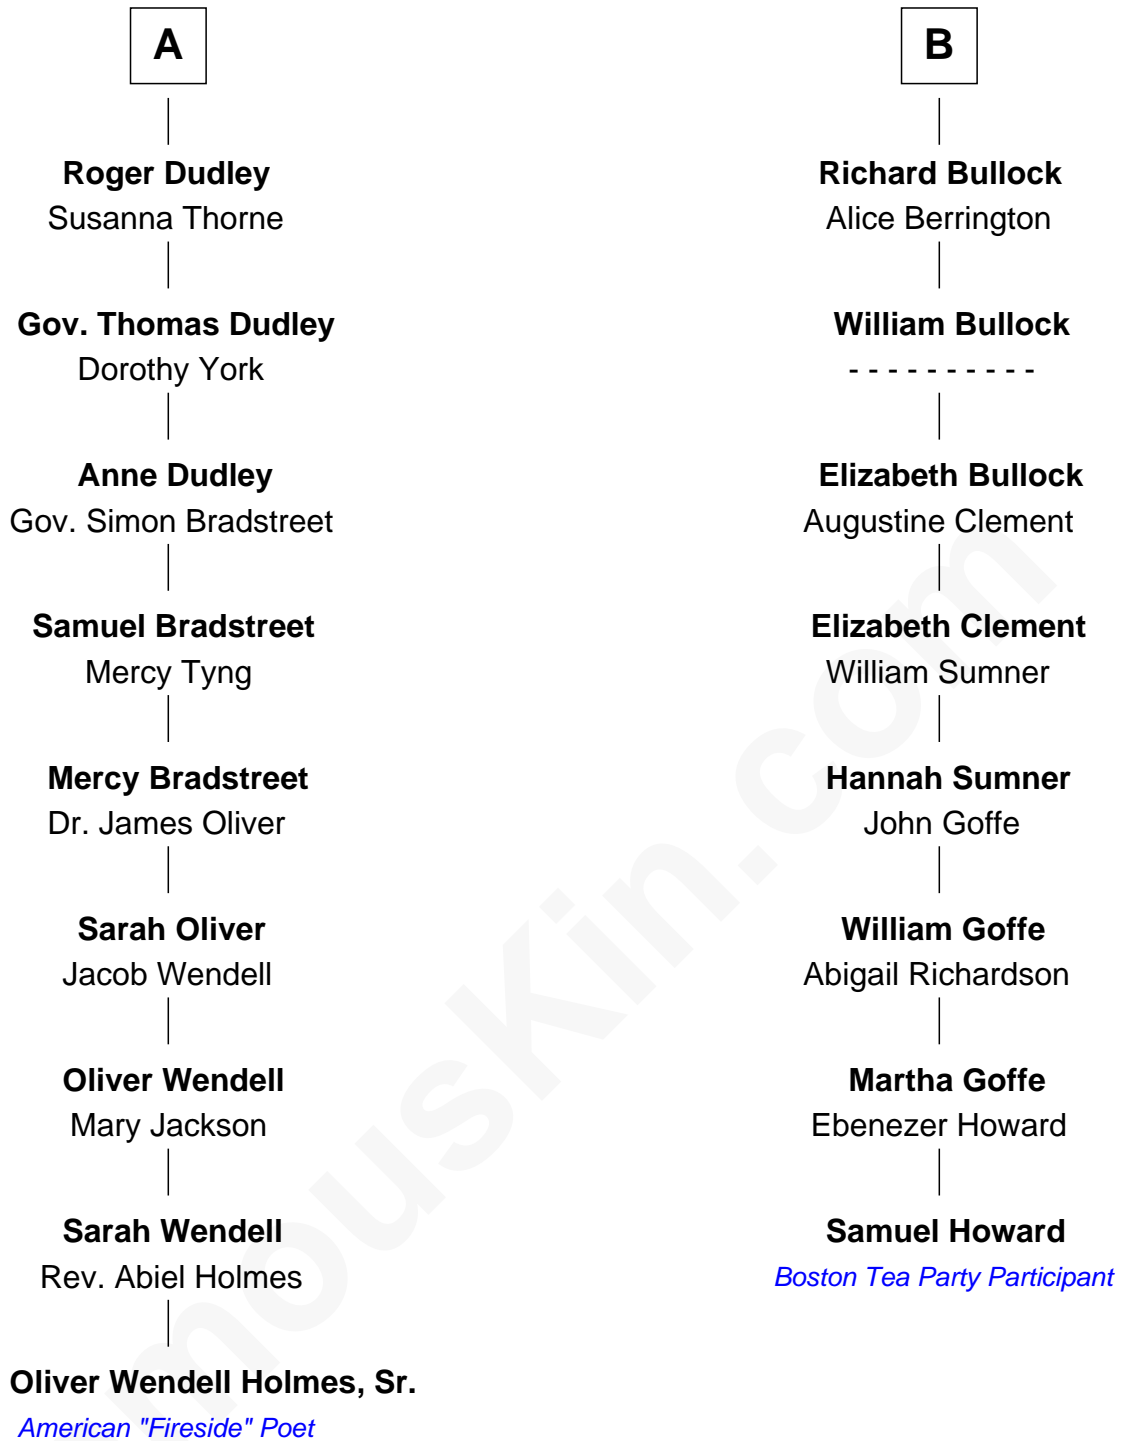 A
Roger Dudley
Susanna Thorne
Gov. Thomas Dudley
Dorothy York
Anne Dudley
Gov. Simon Bradstreet
Samuel Bradstreet
Mercy Tyng
Mercy Bradstreet
Dr. James Oliver
Sarah Oliver
Jacob Wendell
Oliver Wendell
Mary Jackson
Sarah Wendell
Rev. Abiel Holmes
Oliver Wendell Holmes, Sr.
American "Fireside" Poet
B
Richard Bullock
Alice Berrington
William Bullock
- - - - - - - - - -
Elizabeth Bullock
Augustine Clement
Elizabeth Clement
William Sumner
Hannah Sumner
John Goffe
William Goffe
Abigail Richardson
Martha Goffe
Ebenezer Howard
Samuel Howard
Boston Tea Party Participant
mouskin.com